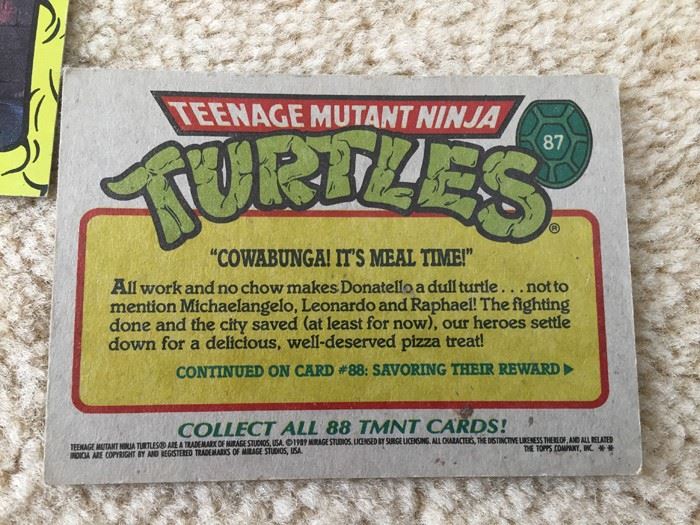 TEENAGE MUTANT NINJA
TURTLES®
87
"COWABUNGA! IT'S MEAL TIME!"
All work and no chow makes Donatello a dull turtle . . . not to
mention Michaelangelo, Leonardo and Raphael! The fighting
done and the city saved (at least for now), our heroes settle
down for a delicious, well-deserved pizza treat!
CONTINUED ON CARD #88: SAVORING THEIR REWARD ▶
COLLECT ALL 88 TMNT CARDS!
TEENAGE MUTANT NINJA TURTLES® ARE A TRADEMARK OF MIRAGE STUDIOS, USA. ©1989 MIRAGE STUDIOS. LICENSED BY SURGE LICENSING. ALL CHARACTERS, THE DISTINCTIVE LIKENESS THEREOF, AND ALL RELATED
INDICIA ARE COPYRIGHT BY AND REGISTERED TRADEMARKS OF MIRAGE STUDIOS, USA. THE TOPPS COMPANY, INC. **